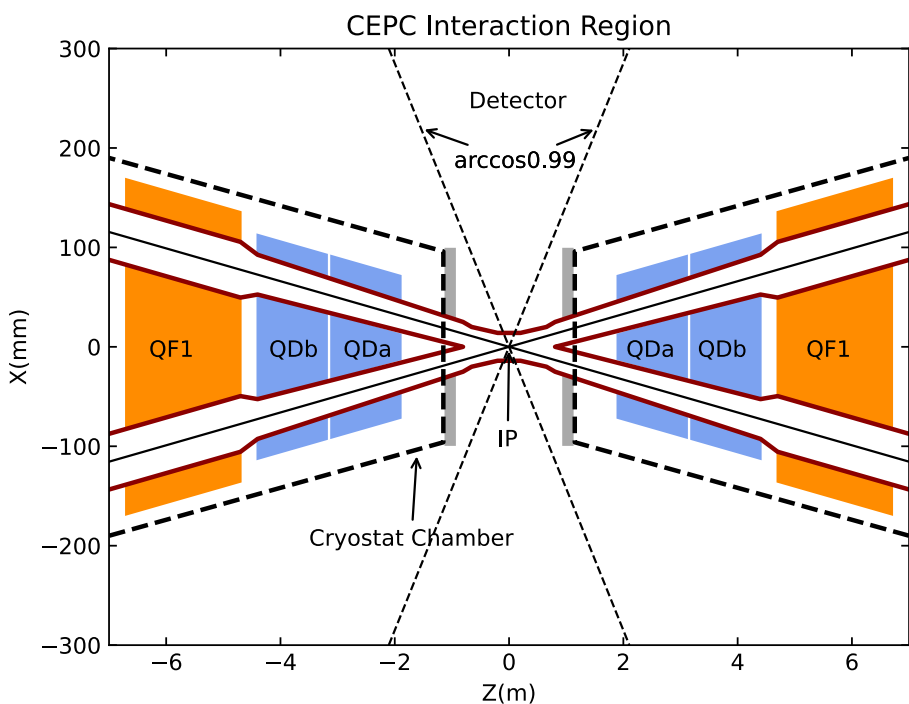 CEPC Interaction Region
X(mm)
300
200
100
0
−100
−200
−300
Detector
arccos0.99
QF1
QDb
QDa
QDa
QDb
QF1
IP
Cryostat Chamber
−6
−4
−2
0
2
4
6
Z(m)